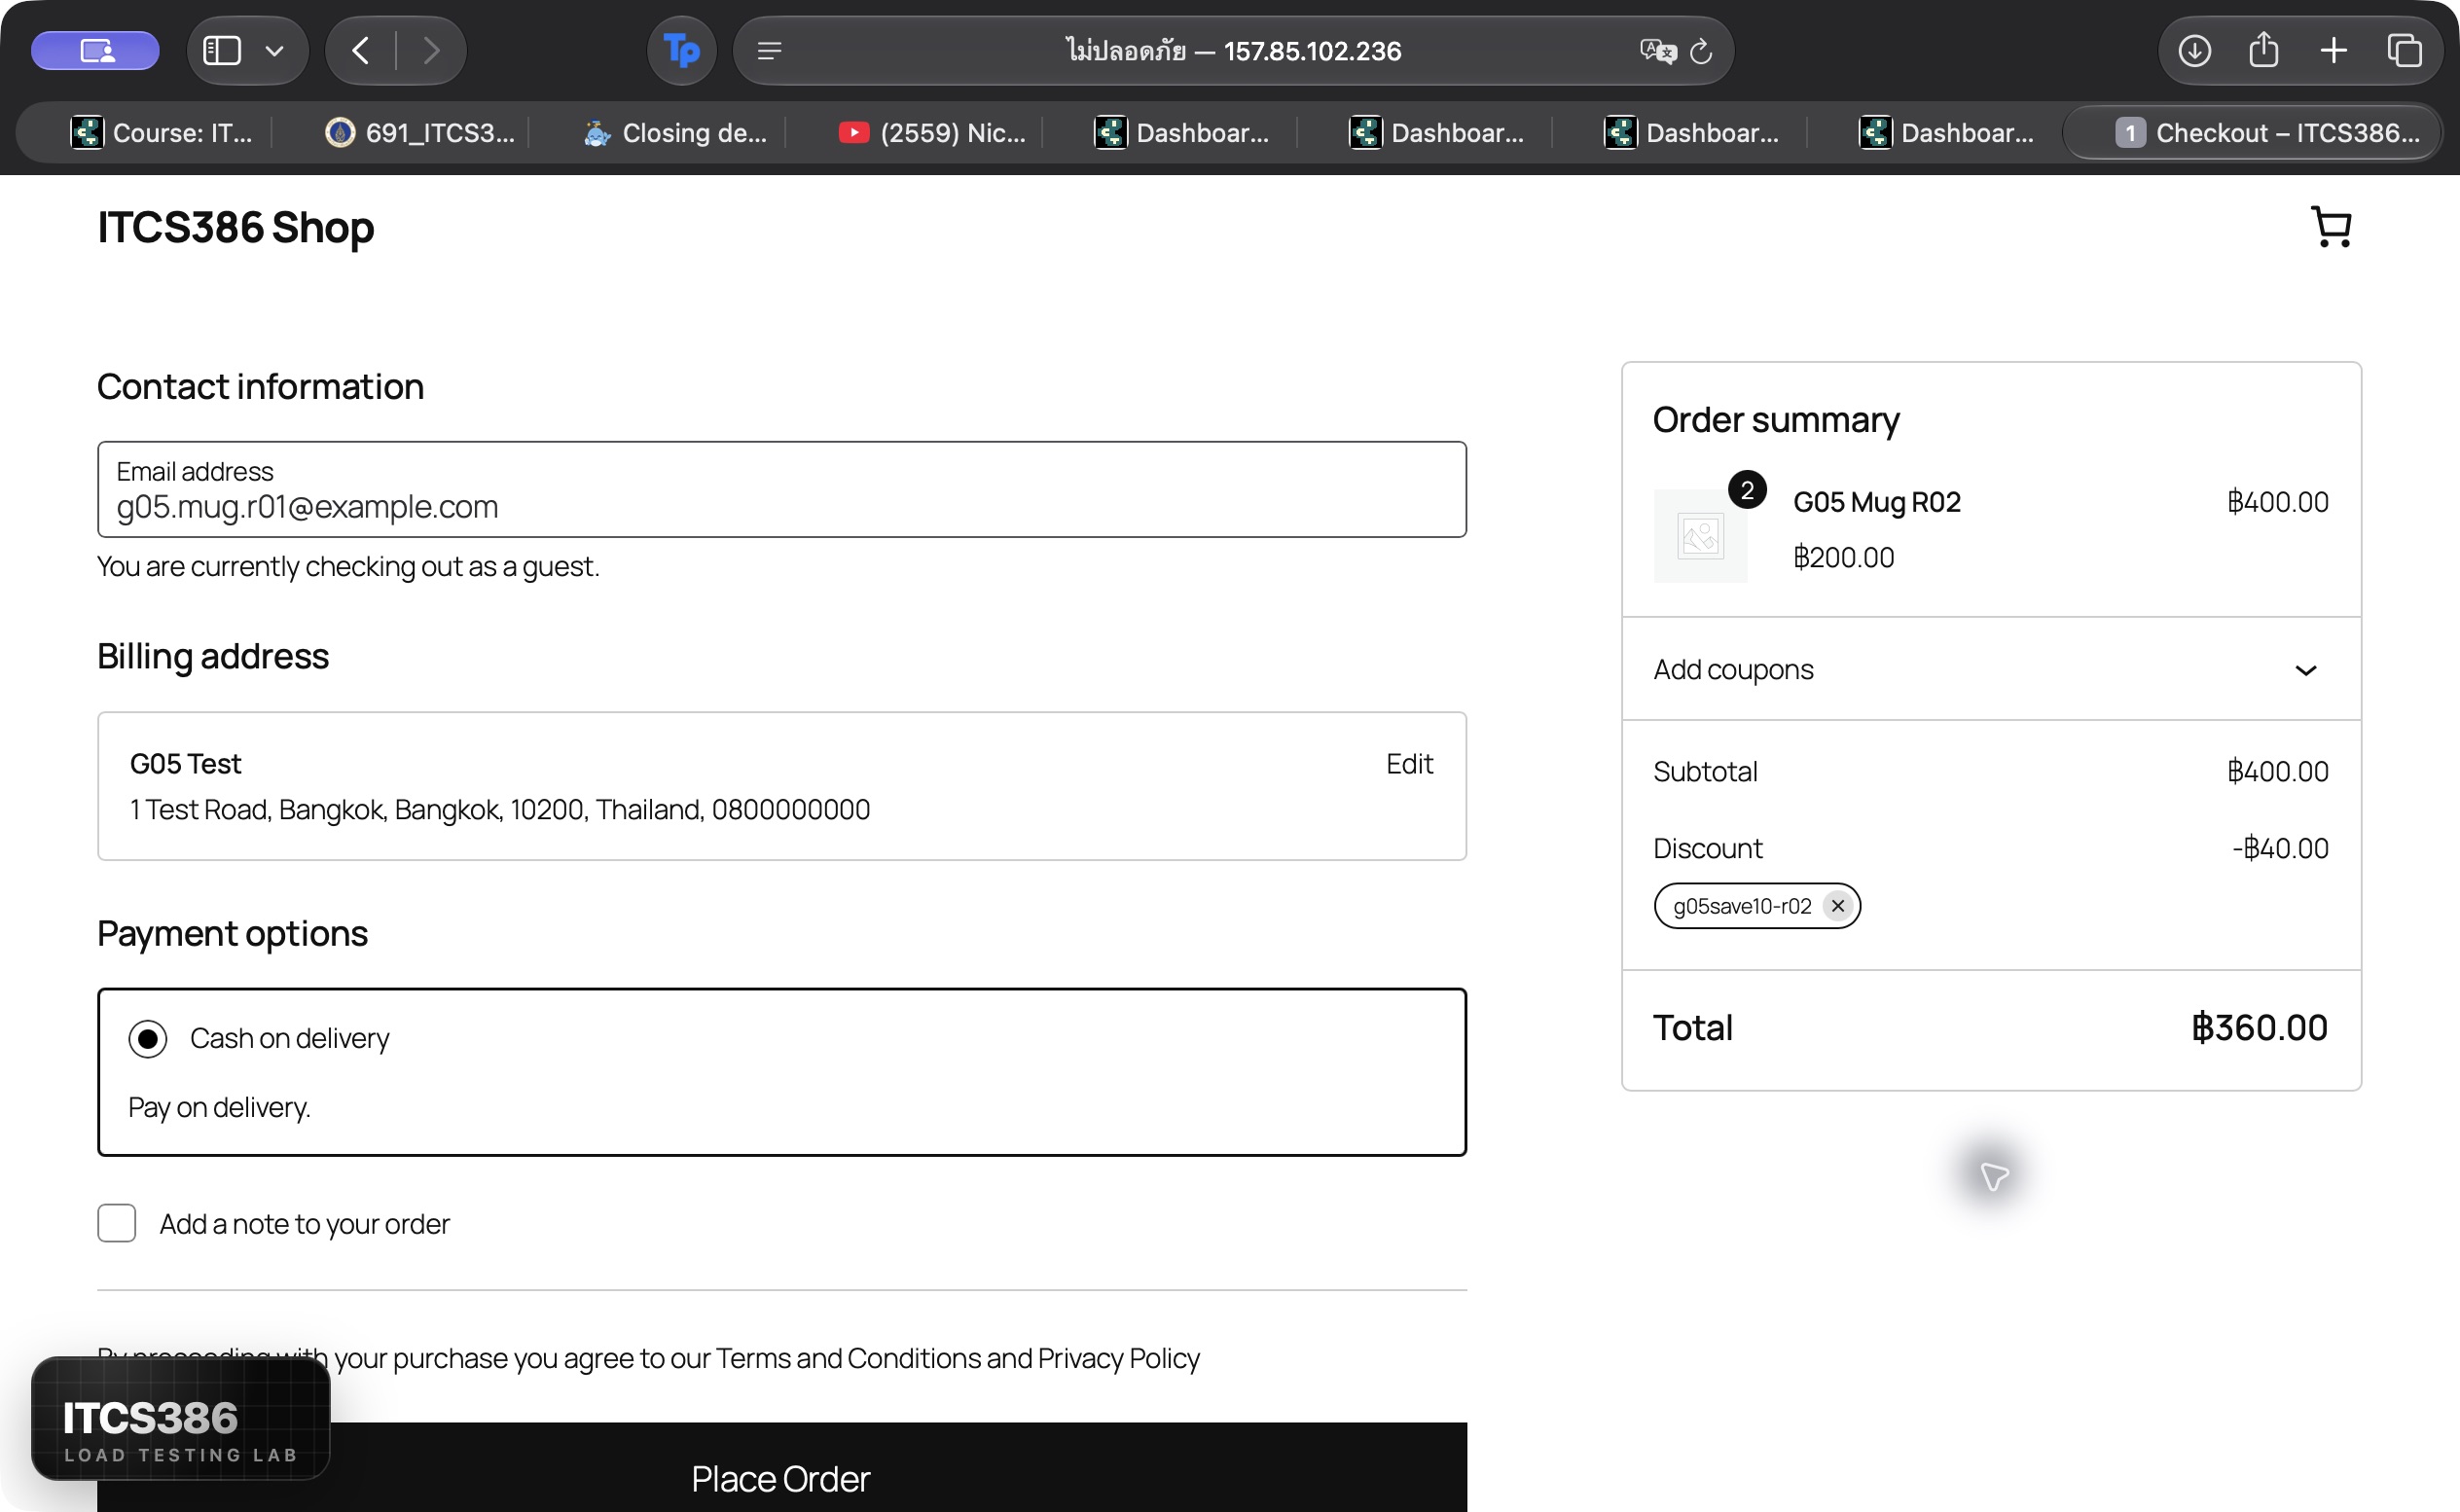 Tp
ไม่ปลอดภัย — 157.85.102.236
Course: IT...
691_ITCS3...
Closing de...
(2559) Nic...
Dashboar...
Dashboar...
Dashboar...
Dashboar...
1 Checkout – ITCS386...
ITCS386 Shop
Contact information
Email address
g05.mug.r01@example.com
You are currently checking out as a guest.
Billing address
G05 Test
Edit
1 Test Road, Bangkok, Bangkok, 10200, Thailand, 0800000000
Payment options
Cash on delivery
Pay on delivery.
Add a note to your order
By proceeding with your purchase you agree to our Terms and Conditions and Privacy Policy
Place Order
ITCS386
LOAD TESTING LAB
Order summary
2
G05 Mug R02 ฿400.00
฿200.00
Add coupons
Subtotal ฿400.00
Discount -฿40.00
g05save10-r02
Total ฿360.00